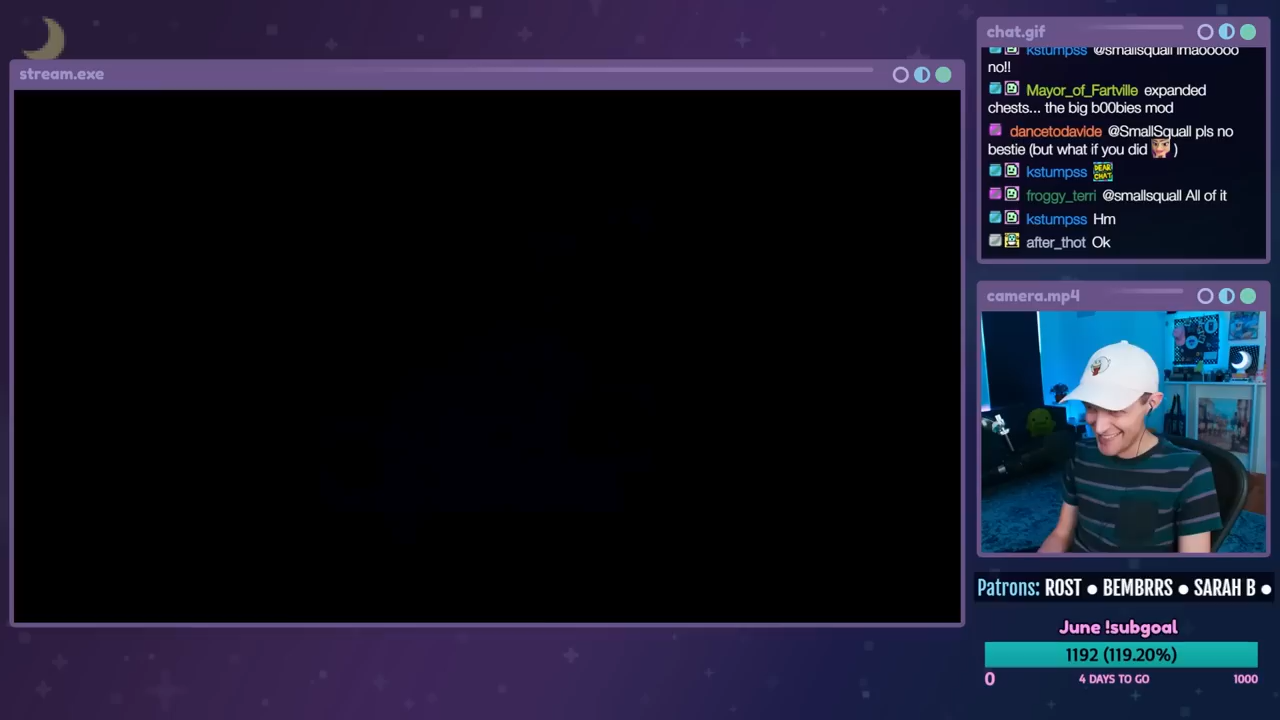 stream.exe
chat.gif
kstumpss @smallsquall lmaooooo
no!!
Mayor_of_Fartville expanded
chests... the big b00bies mod
dancetodavide @SmallSquall pls no
bestie (but what if you did )
kstumpss DEAR CHAT
froggy_terri @smallsquall All of it
kstumpss Hm
after_thot Ok
camera.mp4
Patrons: ROST ● BEMBRRS ● SARAH B ●
June !subgoal
1192 (119.20%)
0 4 DAYS TO GO 1000